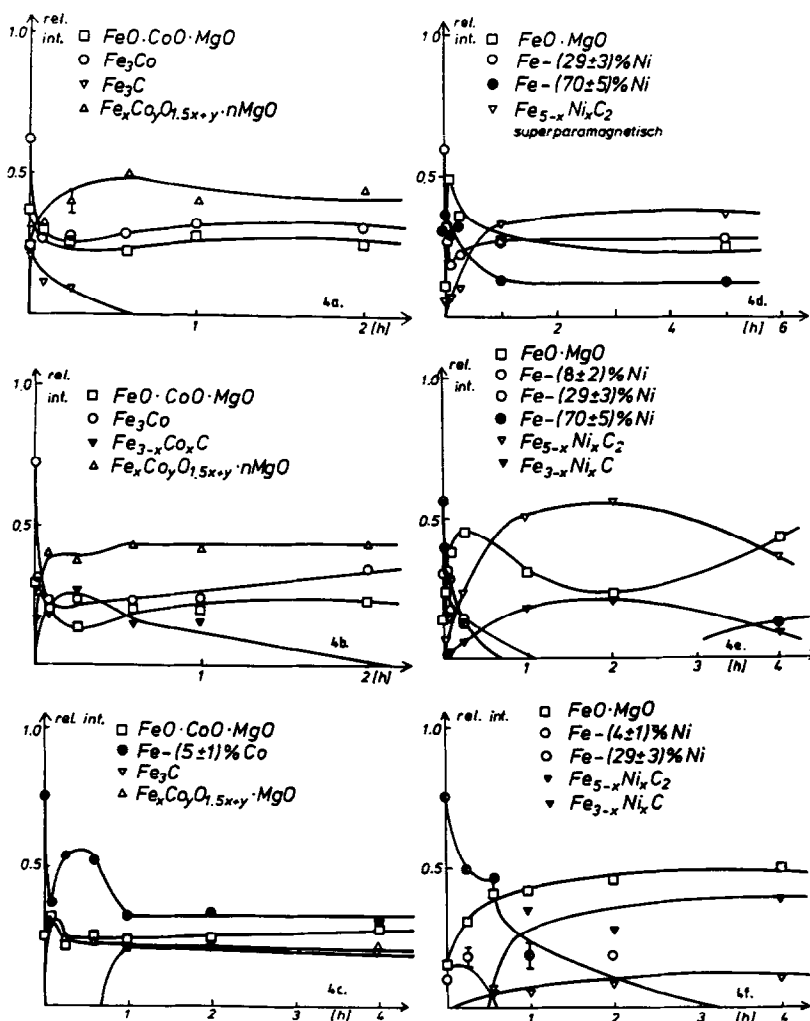 rel.
int.
1.0
0.5
□ FeO·CoO·MgO
○ Fe₃Co
▽ Fe₃C
△ FeₓCoᵧO₁.₅ₓ₊ᵧ·nMgO
4a.
1
2 [h]
rel.
int.
1.0
0.5
□ FeO·MgO
○ Fe-(29±3)%Ni
● Fe-(70±5)%Ni
▽ Fe₅₋ₓNiₓC₂
superparamagnetisch
4d.
2
4
[h]
6
rel.
int.
1.0
0.5
□ FeO·CoO·MgO
○ Fe₃Co
▼ Fe₃₋ₓCoₓC
△ FeₓCoᵧO₁.₅ₓ₊ᵧ·nMgO
4b.
1
2 [h]
rel.
int.
1.0
0.5
□ FeO·MgO
○ Fe-(8±2)%Ni
○ Fe-(29±3)%Ni
● Fe-(70±5)%Ni
▽ Fe₅₋ₓNiₓC₂
▼ Fe₃₋ₓNiₓC
4e.
1
2
3
[h]
4
rel. int.
1.0
0.5
□ FeO·CoO·MgO
● Fe-(5±1)%Co
▽ Fe₃C
△ FeₓCoᵧO₁.₅ₓ₊ᵧ·MgO
4c.
1
2
[h]
4
rel. int.
1.0
0.5
□ FeO·MgO
○ Fe-(4±1)%Ni
○ Fe-(29±3)%Ni
▼ Fe₅₋ₓNiₓC₂
▼ Fe₃₋ₓNiₓC
4f.
1
2
[h]
4